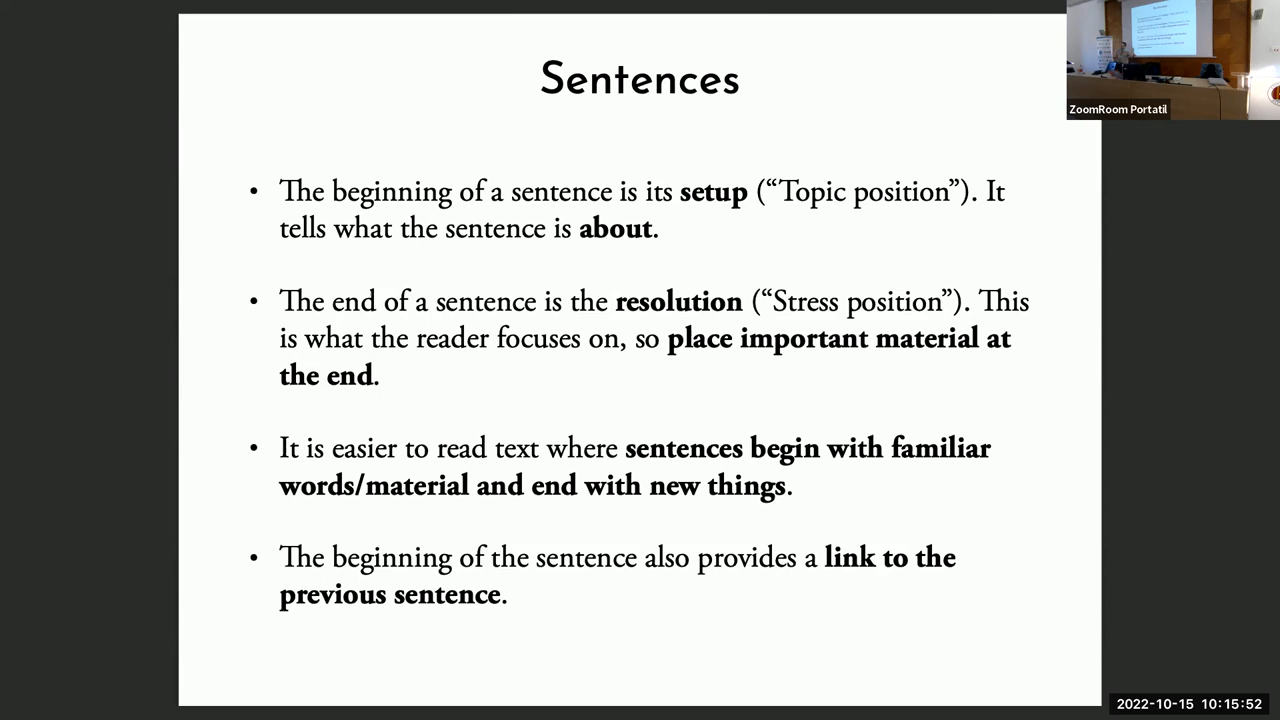 Sentences
• The beginning of a sentence is its setup (“Topic position”). It
tells what the sentence is about.
• The end of a sentence is the resolution (“Stress position”). This
is what the reader focuses on, so place important material at
the end.
• It is easier to read text where sentences begin with familiar
words/material and end with new things.
• The beginning of the sentence also provides a link to the
previous sentence.
ZoomRoom Portatil
2022-10-15 10:15:52